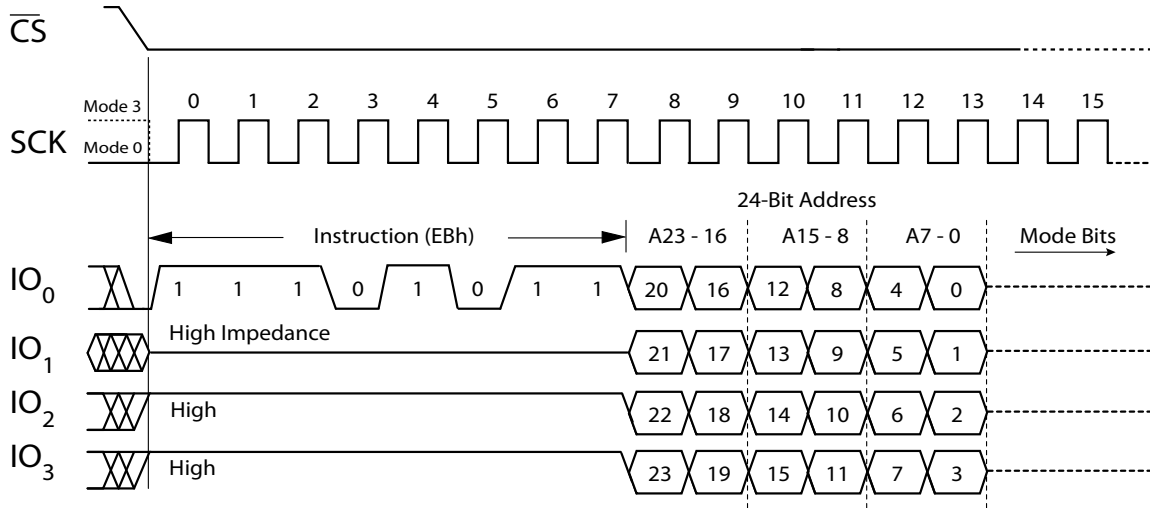 CS
Mode 3
0 1 2 3 4 5 6 7 8 9 10 11 12 13 14 15
SCK
Mode 0
24-Bit Address
Instruction (EBh) A23 - 16 A15 - 8 A7 - 0 Mode Bits
IO0 1 1 1 0 1 0 1 1 20 16 12 8 4 0
High Impedance
IO1 21 17 13 9 5 1
IO2 High 22 18 14 10 6 2
IO3 High 23 19 15 11 7 3